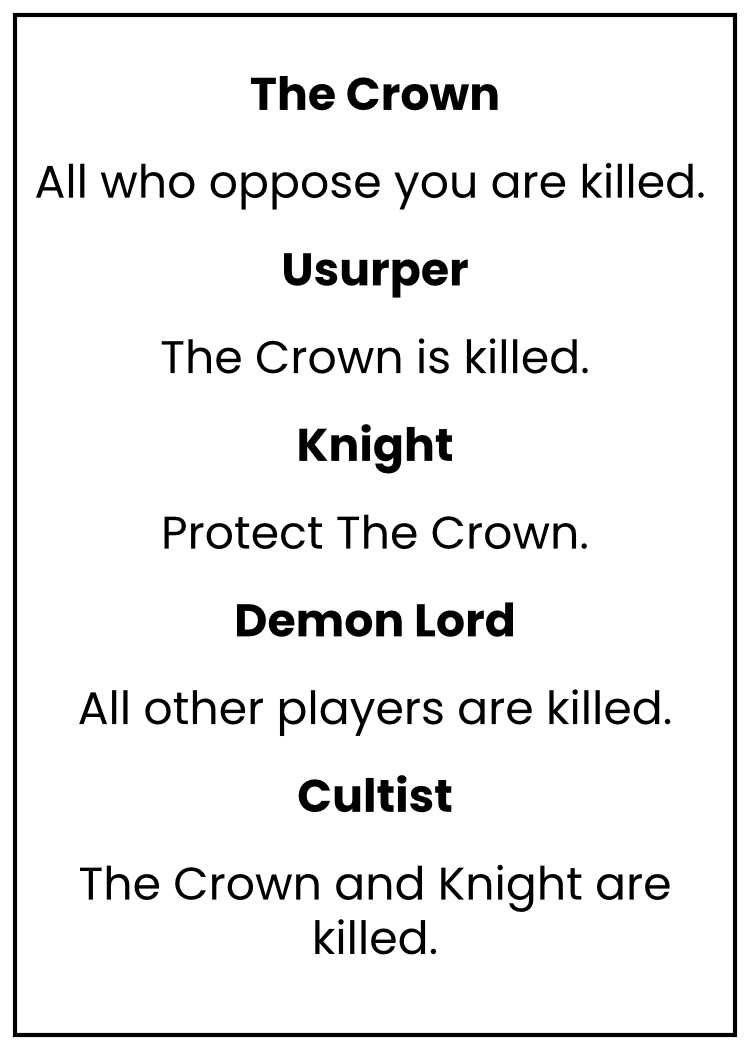 The Crown
All who oppose you are killed.
Usurper
The Crown is killed.
Knight
Protect The Crown.
Demon Lord
All other players are killed.
Cultist
The Crown and Knight are
killed.